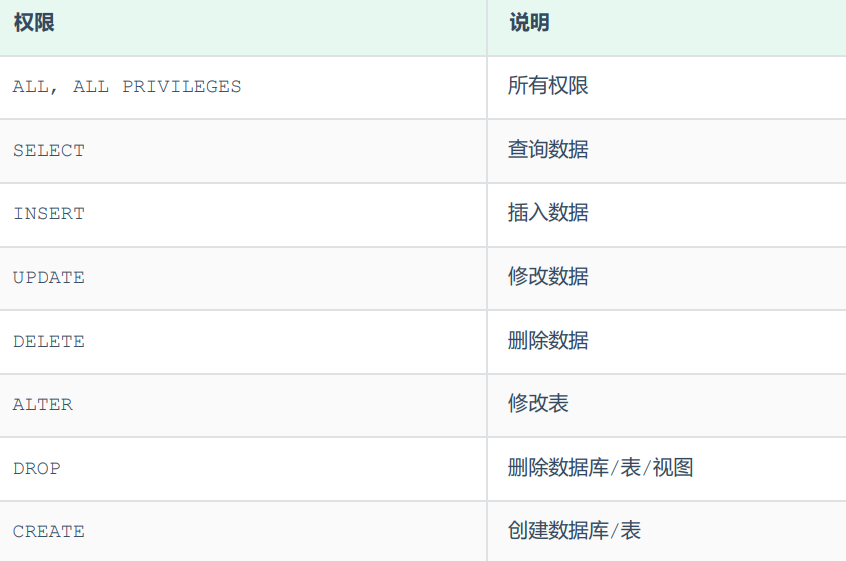 权限 说明
ALL, ALL PRIVILEGES 所有权限
SELECT 查询数据
INSERT 插入数据
UPDATE 修改数据
DELETE 删除数据
ALTER 修改表
DROP 删除数据库/表/视图
CREATE 创建数据库/表